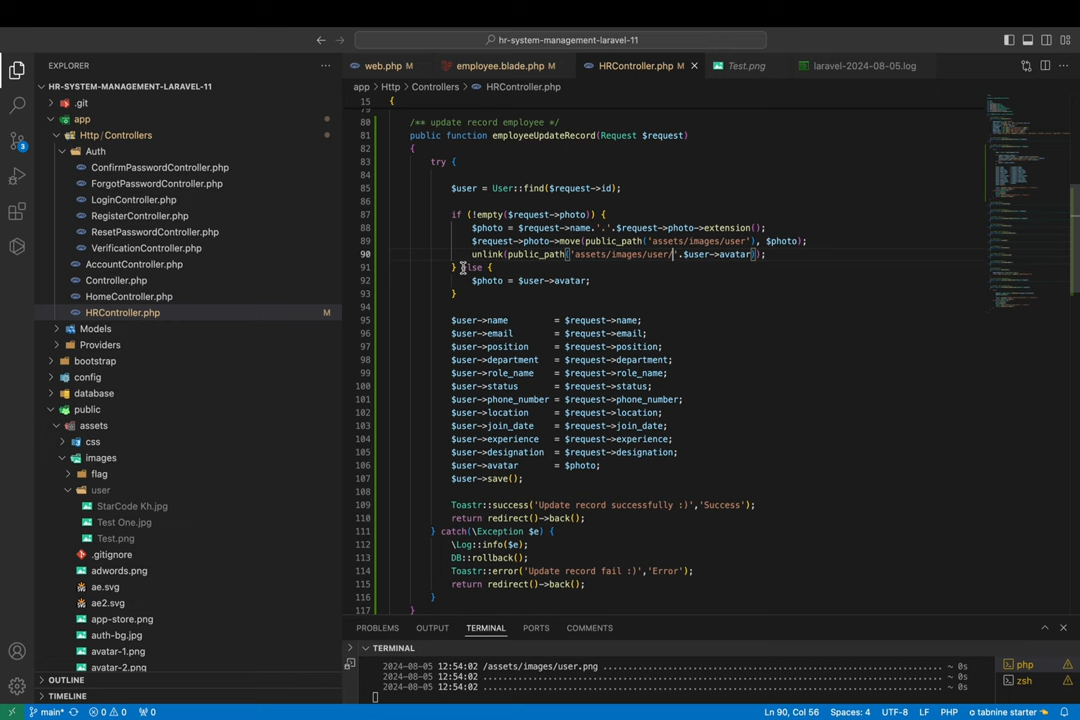 hr-system-management-laravel-11
EXPLORER
web.php M
employee.blade.php M
HRController.php M
Test.png
laravel-2024-08-05.log
HR-SYSTEM-MANAGEMENT-LARAVEL-11
app > Http > Controllers > HRController.php
.git
app
Http/Controllers
Auth
ConfirmPasswordController.php
ForgotPasswordController.php
LoginController.php
RegisterController.php
ResetPasswordController.php
VerificationController.php
AccountController.php
Controller.php
HomeController.php
HRController.php M
Models
Providers
bootstrap
config
database
public
assets
css
images
flag
user
StarCode Kh.jpg
Test One.jpg
Test.png
.gitignore
adwords.png
ae.svg
ae2.svg
app-store.png
auth-bg.jpg
avatar-1.png
avatar-2.png
OUTLINE
TIMELINE
3
15 {
79
80 /** update record employee */
81 public function employeeUpdateRecord(Request $request)
82 {
83 try {
84
85 $user = User::find($request->id);
86
87 if (!empty($request->photo)) {
88 $photo = $request->name.'.'.$request->photo->extension();
89 $request->photo->move(public_path('assets/images/user'), $photo);
90 unlink(public_path('assets/images/user/'.$user->avatar));
91 } else {
92 $photo = $user->avatar;
93 }
94
95 $user->name = $request->name;
96 $user->email = $request->email;
97 $user->position = $request->position;
98 $user->department = $request->department;
99 $user->role_name = $request->role_name;
100 $user->status = $request->status;
101 $user->phone_number = $request->phone_number;
102 $user->location = $request->location;
103 $user->join_date = $request->join_date;
104 $user->experience = $request->experience;
105 $user->designation = $request->designation;
106 $user->avatar = $photo;
107 $user->save();
108
109 Toastr::success('Update record successfully :)','Success');
110 return redirect()->back();
111 } catch(\Exception $e) {
112 \Log::info($e);
113 DB::rollback();
114 Toastr::error('Update record fail :)','Error');
115 return redirect()->back();
116 }
117 }
PROBLEMS OUTPUT TERMINAL PORTS COMMENTS
TERMINAL
2024-08-05 12:54:02 /assets/images/user.png ........ ~ 0s
2024-08-05 12:54:02 ........ ~ 0s
2024-08-05 12:54:02 ........ ~ 0s
php
zsh
main* 0 0 0 Ln 90, Col 56 Spaces: 4 UTF-8 LF PHP tabnine starter